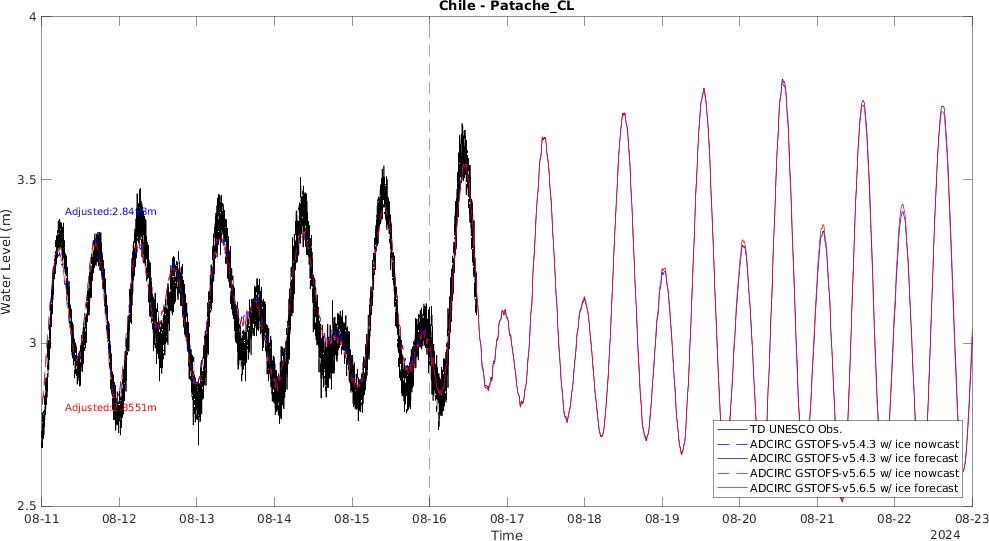 Chile - Patache_CL
4
3.5
3
2.5
Water Level (m)
Adjusted:2.8493m
Adjusted:2.8551m
TD UNESCO Obs.
ADCIRC GSTOFS-v5.4.3 w/ ice nowcast
ADCIRC GSTOFS-v5.4.3 w/ ice forecast
ADCIRC GSTOFS-v5.6.5 w/ ice nowcast
ADCIRC GSTOFS-v5.6.5 w/ ice forecast
08-11 08-12 08-13 08-14 08-15 08-16 08-17 08-18 08-19 08-20 08-21 08-22 08-23
Time
2024